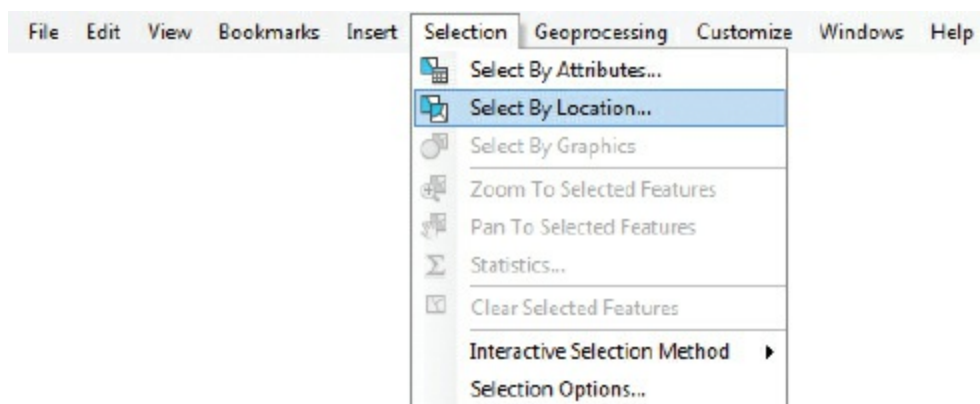 File Edit View Bookmarks Insert Selection Geoprocessing Customize Windows Help
Select By Attributes...
Select By Location...
Select By Graphics
Zoom To Selected Features
Pan To Selected Features
Statistics...
Clear Selected Features
Interactive Selection Method
Selection Options...